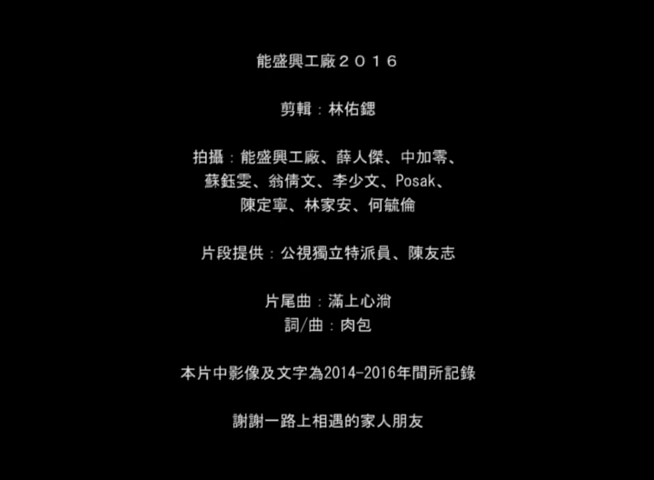 能盛興工廠２０１６
剪輯：林佑鍶
拍攝：能盛興工廠、薛人傑、中加零、
蘇鈺雯、翁倩文、李少文、Posak、
陳定寧、林家安、何毓倫
片段提供：公視獨立特派員、陳友志
片尾曲：滿上心淌
詞/曲：肉包
本片中影像及文字為2014-2016年間所記錄
謝謝一路上相遇的家人朋友